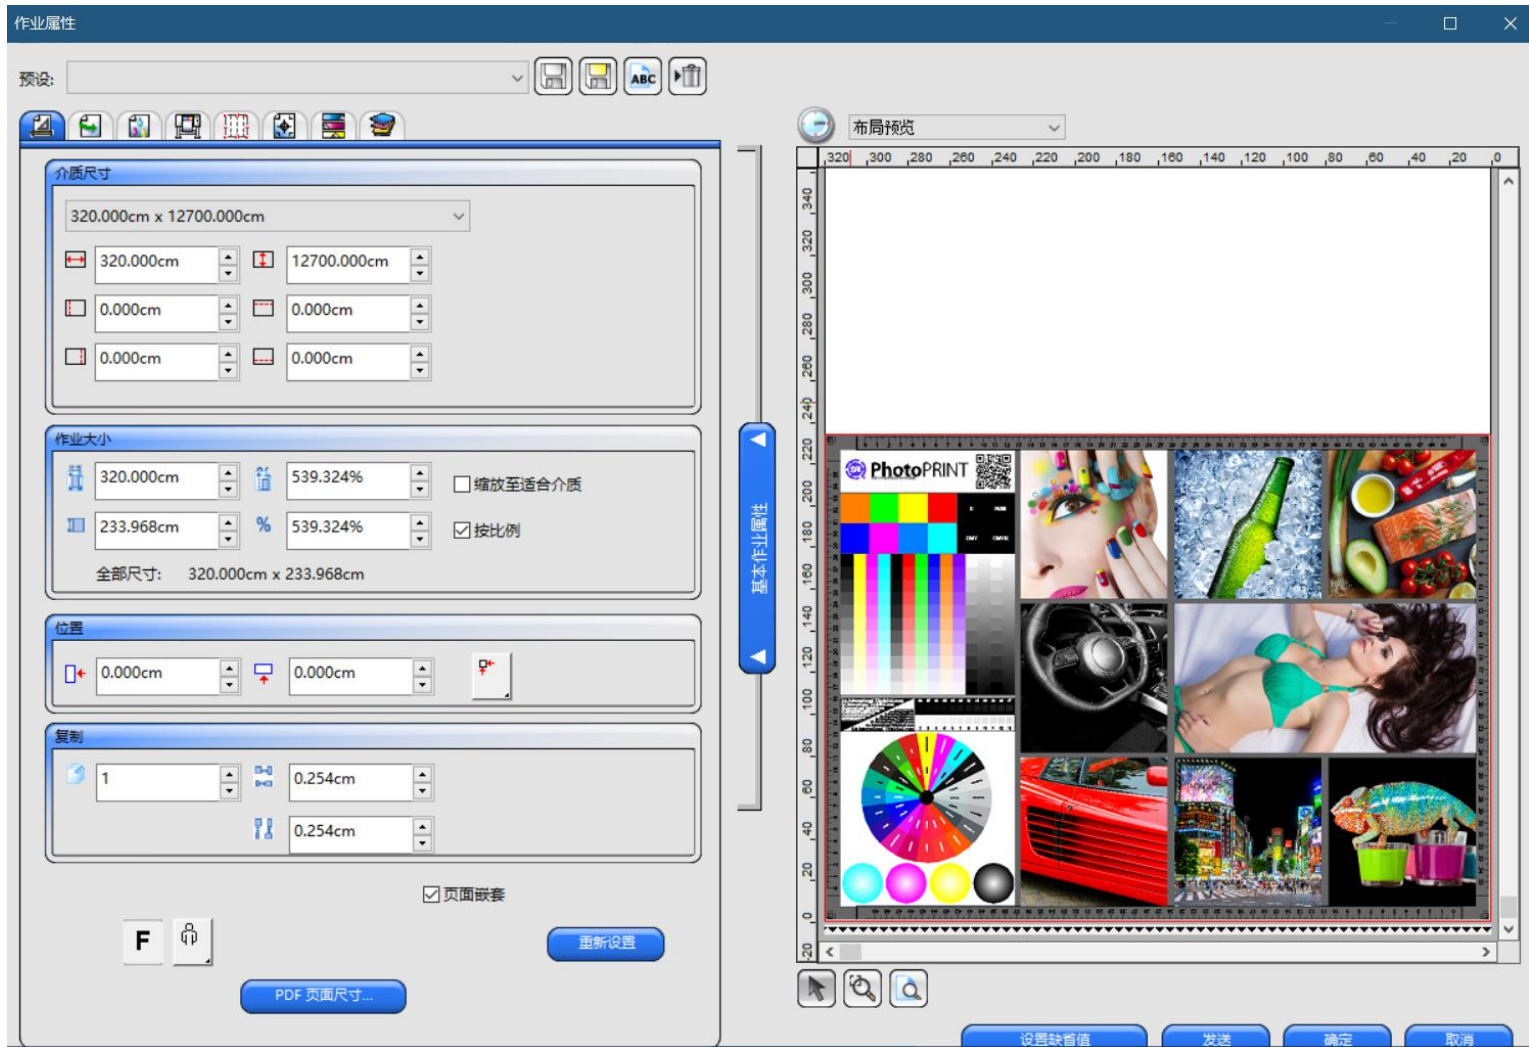 作业属性
预设:
ABC
布局预览
320 300 280 260 240 220 200 180 160 140 120 100 80 60 40 20 0
介质尺寸
320.000cm x 12700.000cm
320.000cm 12700.000cm
0.000cm 0.000cm
0.000cm 0.000cm
作业大小
320.000cm 539.324% 缩放至适合介质
233.968cm % 539.324% 按比例
全部尺寸: 320.000cm x 233.968cm
位置
0.000cm 0.000cm
复制
1 0.254cm
0.254cm
页面嵌套
F
重新设置
PDF 页面尺寸...
基本作业属性
340
320
300
280
260
240
220
200
180
160
140
120
100
80
60
40
20
0
-20
PhotoPRINT
CMY CMYK
设置缺省值 发送 确定 取消